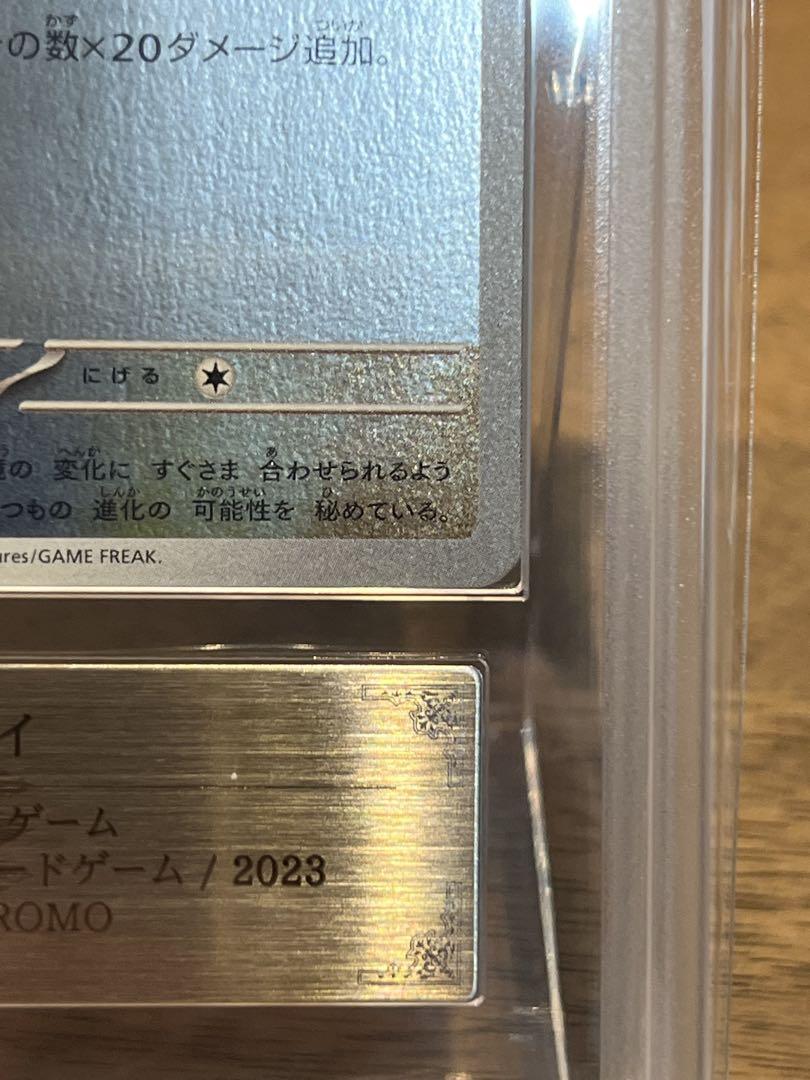 の数×20ダメージ追加。
にげる
の 変化に すぐさま 合わせられるよう
つもの 進化の 可能性を 秘めている。
ures/GAME FREAK.
イ
ゲーム
ードゲーム / 2023
ROMO